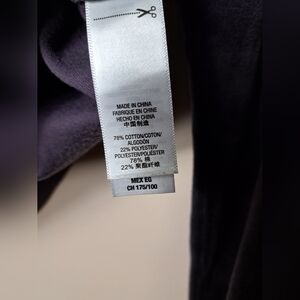 MADE IN CHINA
FABRIQUE EN CHINE
HECHO EN CHINA
中国制造
78% COTTON/COTON/
ALGODÓN
22% POLYESTER/
POLYESTER/POLIÉSTER
78% 棉
22% 聚酯纤维
MEX EG
CH 175/100